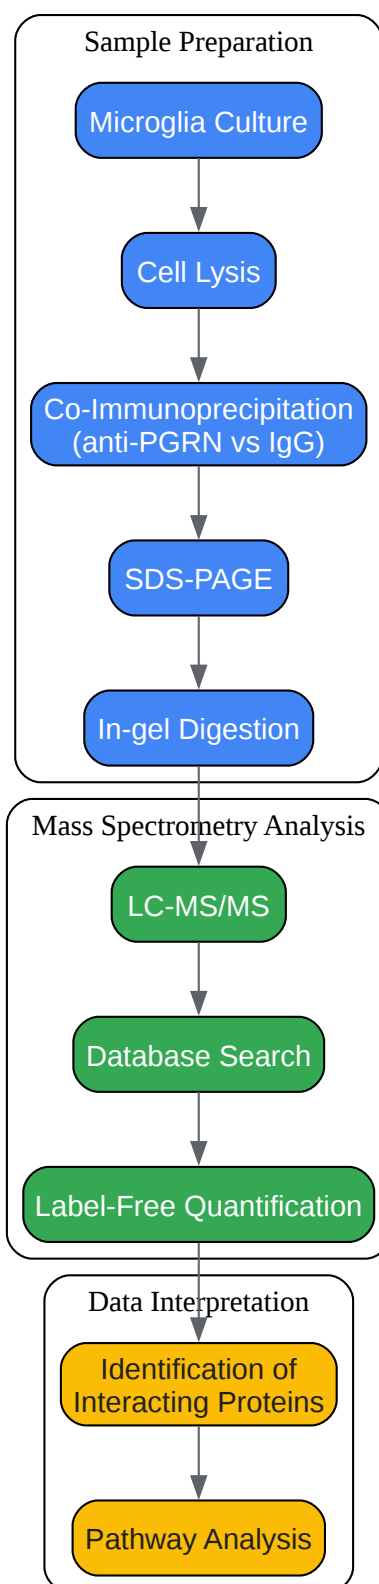 Sample Preparation
Microglia Culture
Cell Lysis
Co-Immunoprecipitation
(anti-PGRN vs IgG)
SDS-PAGE
In-gel Digestion
Mass Spectrometry Analysis
LC-MS/MS
Database Search
Label-Free Quantification
Data Interpretation
Identification of
Interacting Proteins
Pathway Analysis